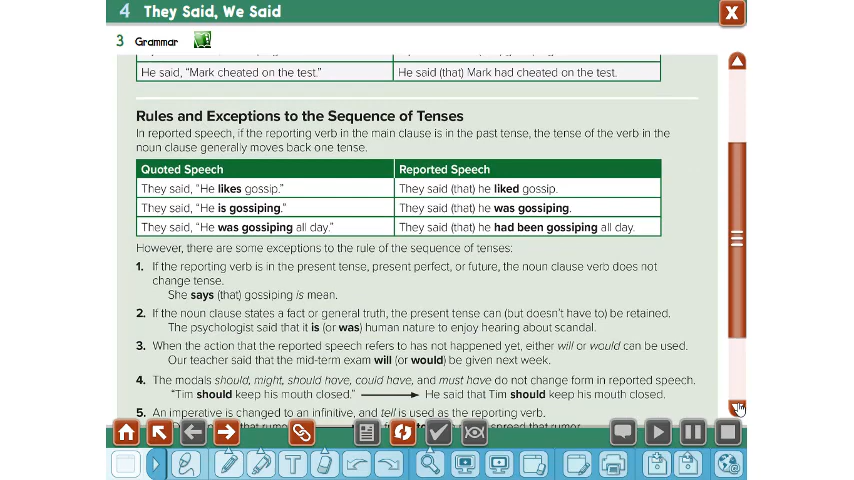 4 They Said, We Said
X
3 Grammar
He said, “Mark cheated on the test.” He said (that) Mark had cheated on the test.
Rules and Exceptions to the Sequence of Tenses
In reported speech, if the reporting verb in the main clause is in the past tense, the tense of the verb in the
noun clause generally moves back one tense.
Quoted Speech Reported Speech
They said, “He likes gossip.” They said (that) he liked gossip.
They said, “He is gossiping.” They said (that) he was gossiping.
They said, “He was gossiping all day.” They said (that) he had been gossiping all day.
However, there are some exceptions to the rule of the sequence of tenses:
1. If the reporting verb is in the present tense, present perfect, or future, the noun clause verb does not
change tense.
She says (that) gossiping is mean.
2. If the noun clause states a fact or general truth, the present tense can (but doesn’t have to) be retained.
The psychologist said that it is (or was) human nature to enjoy hearing about scandal.
3. When the action that the reported speech refers to has not happened yet, either will or would can be used.
Our teacher said that the mid-term exam will (or would) be given next week.
4. The modals should, might, should have, could have, and must have do not change form in reported speech.
“Tim should keep his mouth closed.” He said that Tim should keep his mouth closed.
5. An imperative is changed to an infinitive, and tell is used as the reporting verb.
that rumor spread that rumor
T